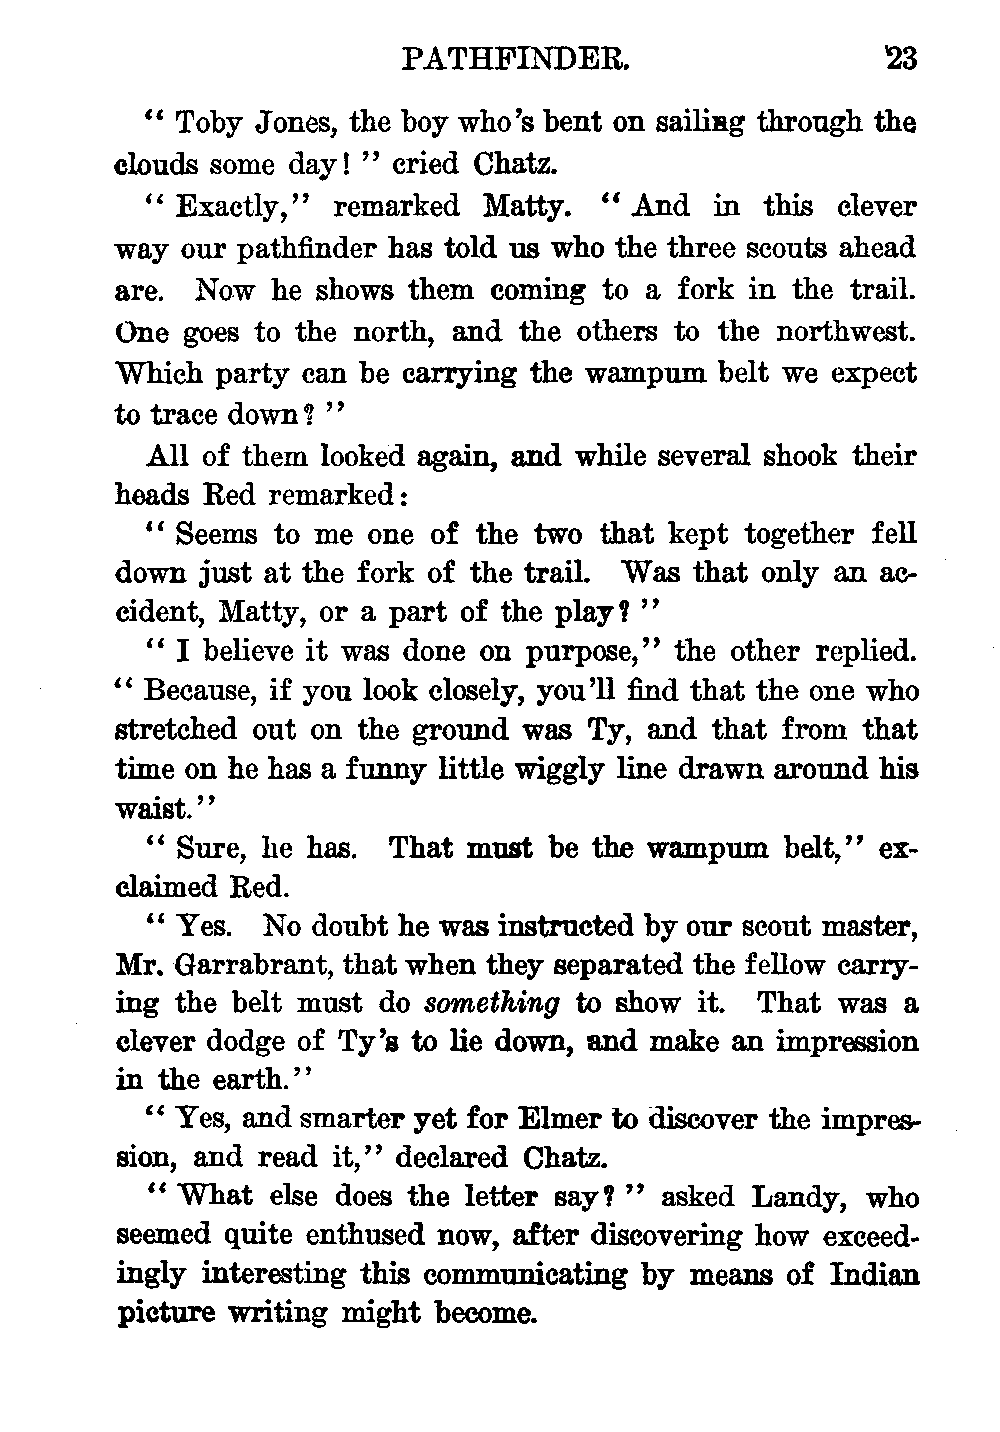 PATHFINDER. 23
“ Toby Jones, the boy who’s bent on sailing through the
clouds some day! ” cried Chatz.
“ Exactly,” remarked Matty. “ And in this clever
way our pathfinder has told us who the three scouts ahead
are. Now he shows them coming to a fork in the trail.
One goes to the north, and the others to the northwest.
Which party can be carrying the wampum belt we expect
to trace down? ”
All of them looked again, and while several shook their
heads Red remarked:
“ Seems to me one of the two that kept together fell
down just at the fork of the trail. Was that only an ac-
cident, Matty, or a part of the play? ”
“ I believe it was done on purpose,” the other replied.
“ Because, if you look closely, you’ll find that the one who
stretched out on the ground was Ty, and that from that
time on he has a funny little wiggly line drawn around his
waist.”
“ Sure, he has. That must be the wampum belt,” ex-
claimed Red.
“ Yes. No doubt he was instructed by our scout master,
Mr. Garrabrant, that when they separated the fellow carry-
ing the belt must do something to show it. That was a
clever dodge of Ty’s to lie down, and make an impression
in the earth.”
“ Yes, and smarter yet for Elmer to discover the impres-
sion, and read it,” declared Chatz.
“ What else does the letter say? ” asked Landy, who
seemed quite enthused now, after discovering how exceed-
ingly interesting this communicating by means of Indian
picture writing might become.